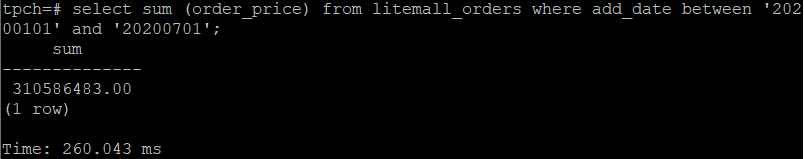 tpch=# select sum (order_price) from litemall_orders where add_date between '202
00101' and '20200701';
     sum
--------------
 310586483.00
(1 row)

Time: 260.043 ms